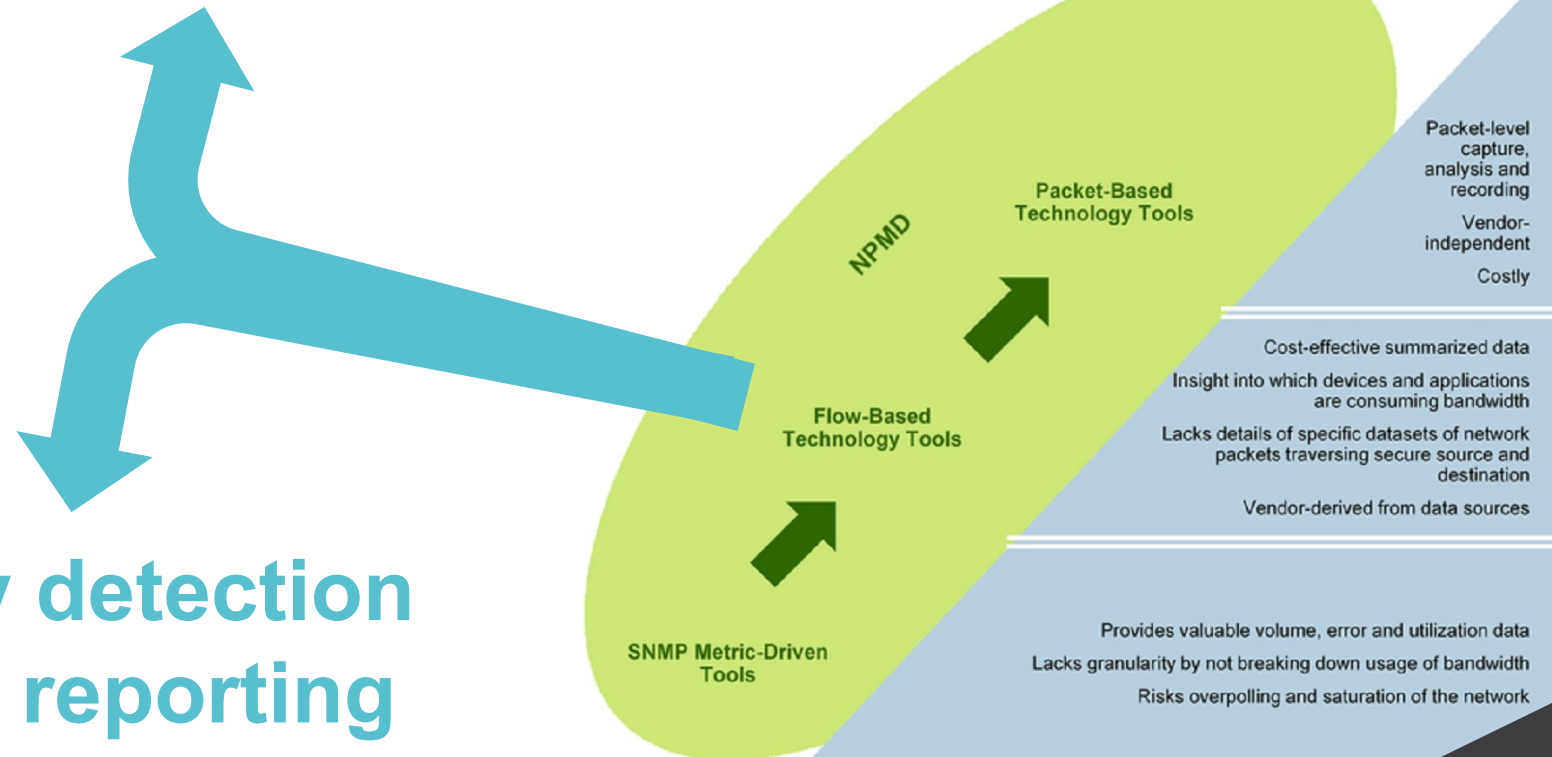 Packet-level
capture,
analysis and
recording
Vendor-
independent
Costly
Packet-Based
Technology Tools
NPMD
Cost-effective summarized data
Insight into which devices and applications
are consuming bandwidth
Lacks details of specific datasets of network
packets traversing secure source and
destination
Vendor-derived from data sources
Flow-Based
Technology Tools
detection
reporting
SNMP Metric-Driven
Tools
Provides valuable volume, error and utilization data
Lacks granularity by not breaking down usage of bandwidth
Risks overpolling and saturation of the network